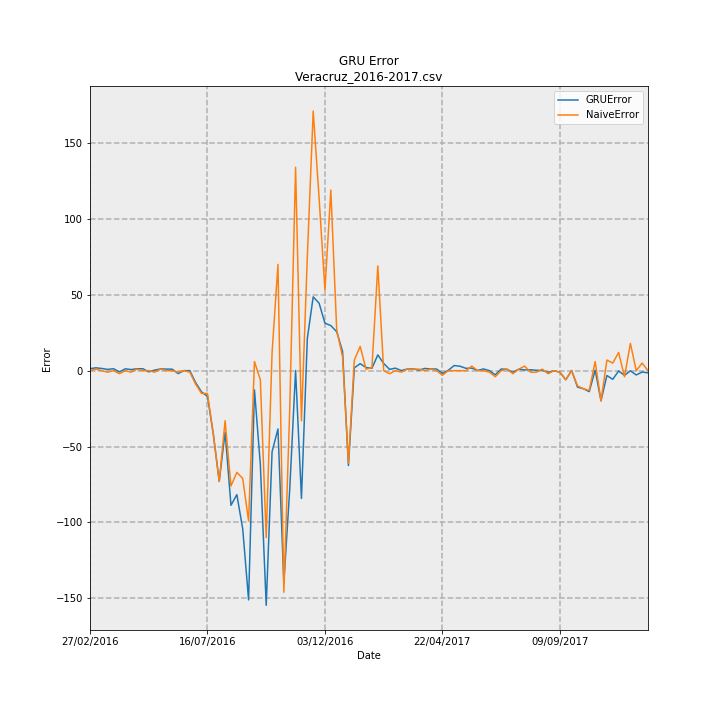 GRU Error
Veracruz_2016-2017.csv
GRUError
NaiveError
150
100
50
0
−50
−100
−150
Error
27/02/2016 16/07/2016 03/12/2016 22/04/2017 09/09/2017
Date